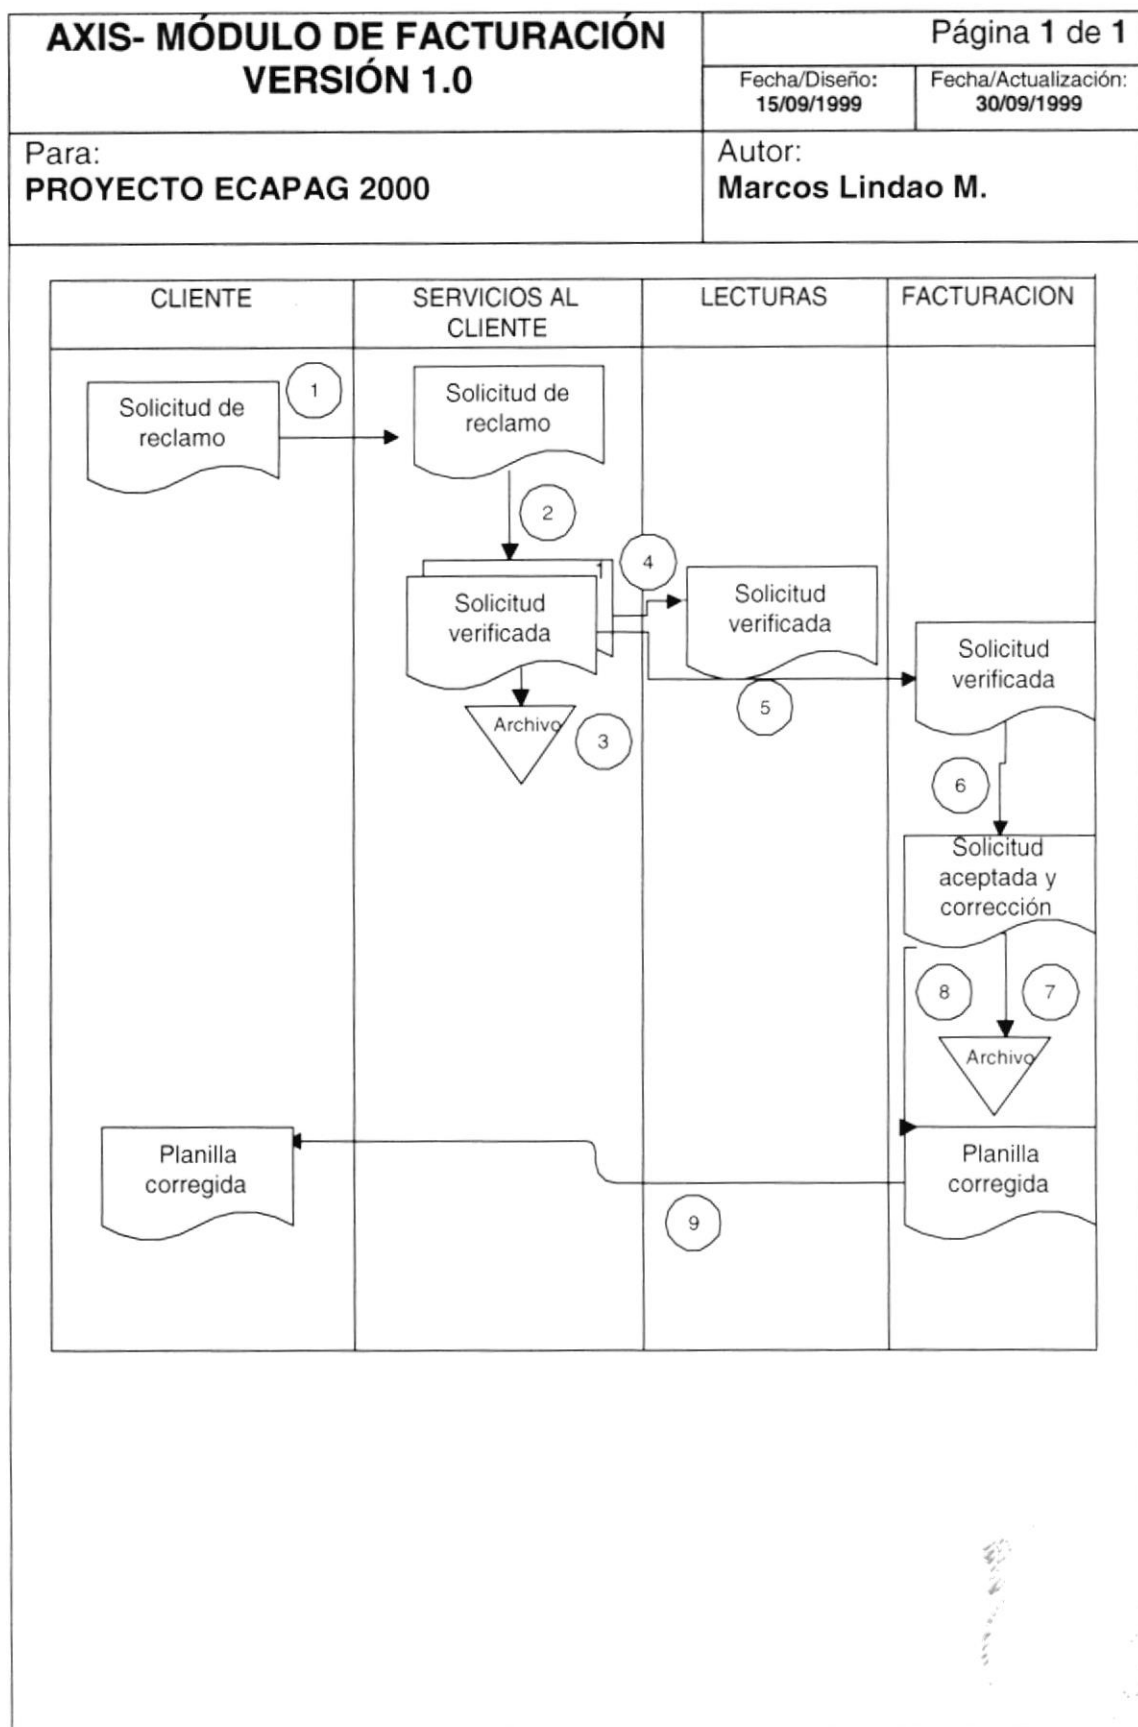 AXIS- MÓDULO DE FACTURACIÓN
VERSIÓN 1.0
Página 1 de 1
Fecha/Diseño:
15/09/1999
Fecha/Actualización:
30/09/1999
Para:
PROYECTO ECAPAG 2000
Autor:
Marcos Lindao M.
CLIENTE
SERVICIOS AL
CLIENTE
LECTURAS
FACTURACION
Solicitud de
reclamo
1
Solicitud de
reclamo
2
1
Solicitud
verificada
4
Solicitud
verificada
Solicitud
verificada
5
Archivo
3
6
Solicitud
aceptada y
corrección
8
7
Archivo
Planilla
corregida
Planilla
corregida
9